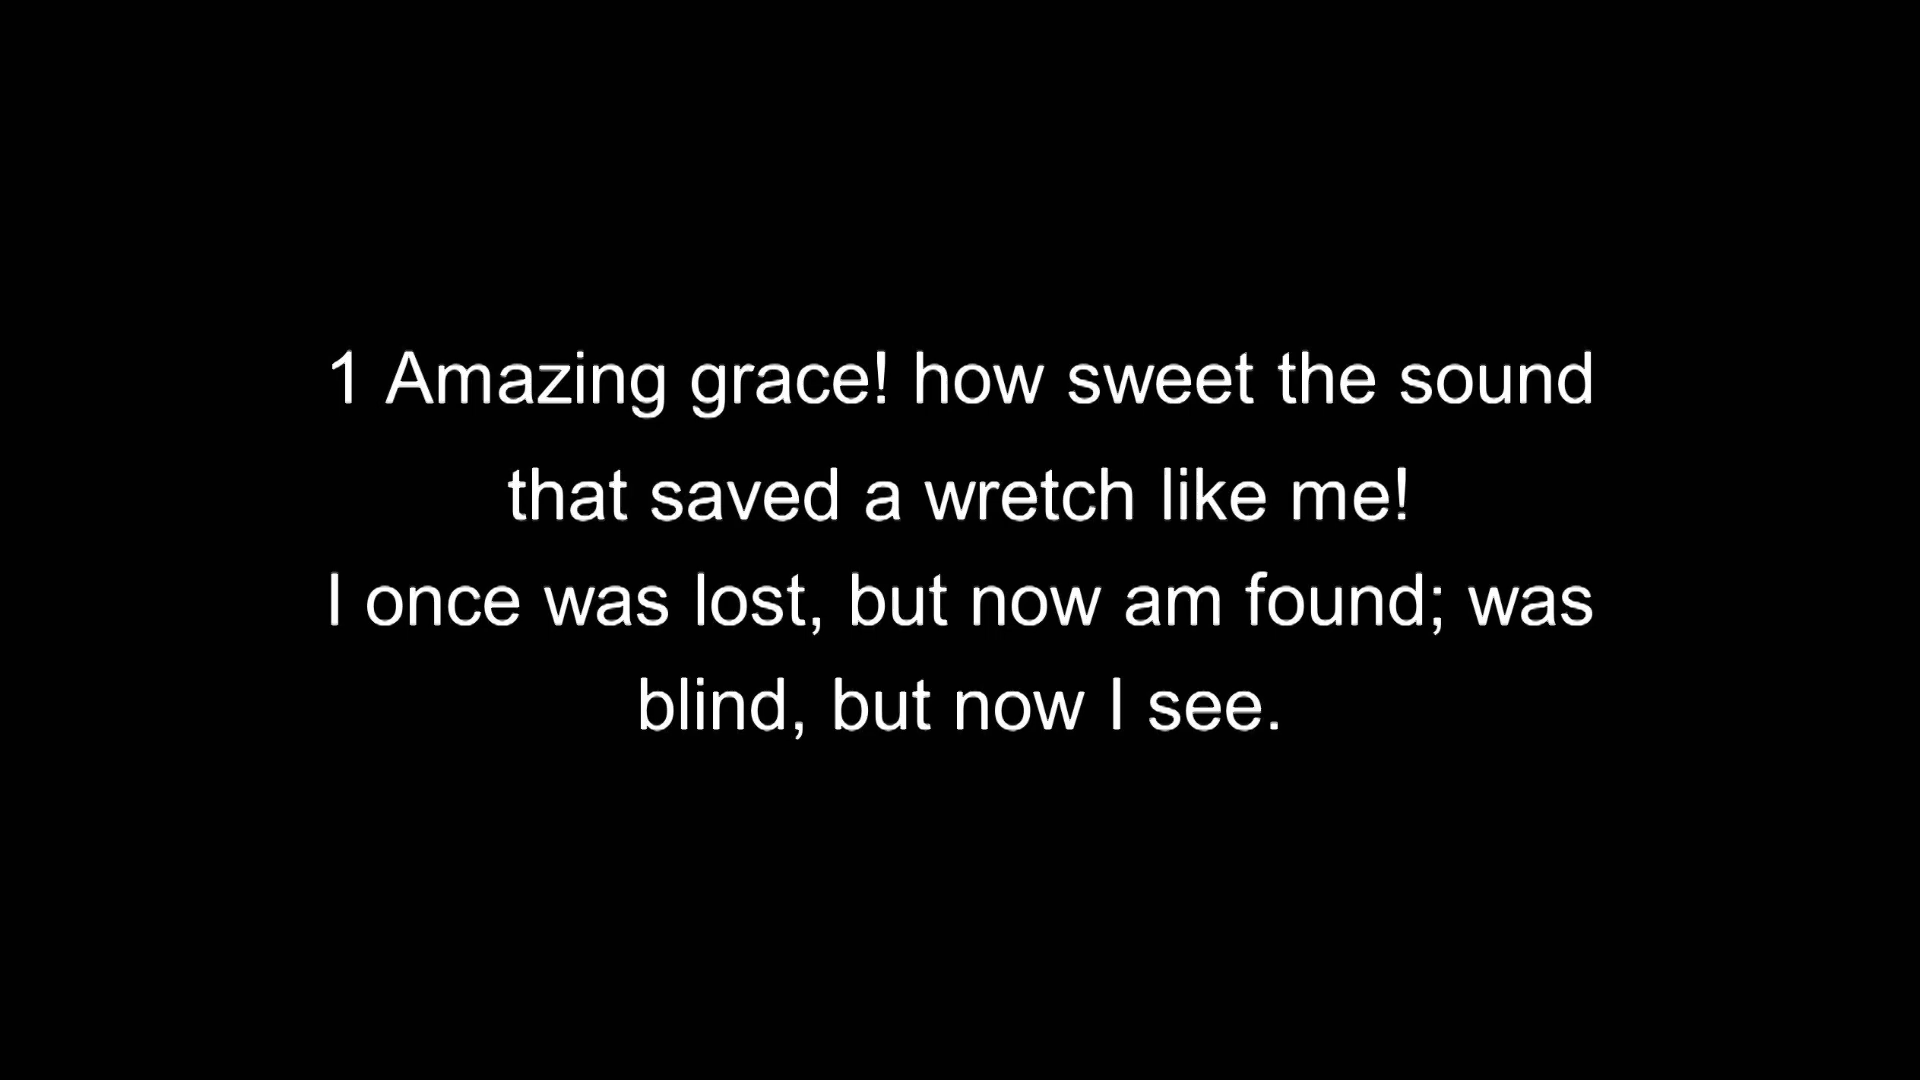 1 Amazing grace! how sweet the sound
that saved a wretch like me!
I once was lost, but now am found; was
blind, but now I see.